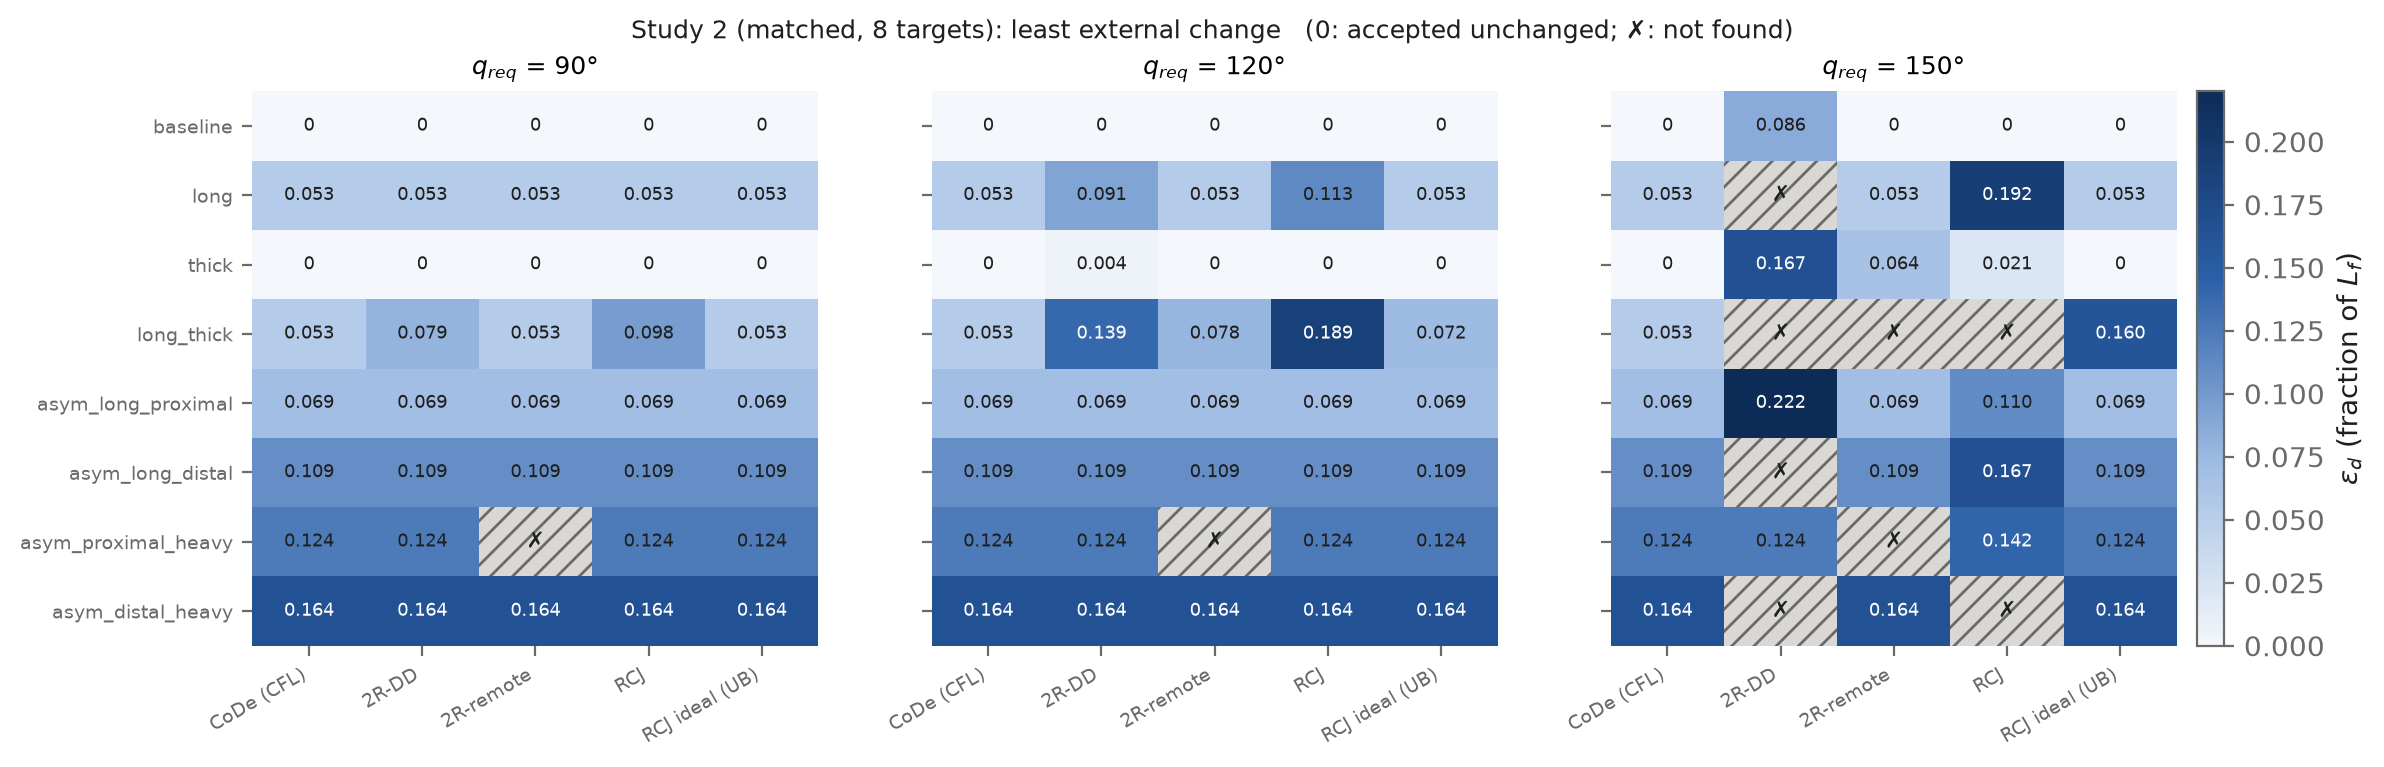 Study 2 (matched, 8 targets): least external change (0: accepted unchanged; ✗: not found)
q_req = 90° q_req = 120° q_req = 150°
baseline 0 0 0 0 0 0 0 0 0 0 0 0.086 0 0 0
long 0.053 0.053 0.053 0.053 0.053 0.053 0.091 0.053 0.113 0.053 0.053 ✗ 0.053 0.192 0.053
thick 0 0 0 0 0 0 0.004 0 0 0 0 0.167 0.064 0.021 0
long_thick 0.053 0.079 0.053 0.098 0.053 0.053 0.139 0.078 0.189 0.072 0.053 ✗ ✗ ✗ 0.160
asym_long_proximal 0.069 0.069 0.069 0.069 0.069 0.069 0.069 0.069 0.069 0.069 0.069 0.222 0.069 0.110 0.069
asym_long_distal 0.109 0.109 0.109 0.109 0.109 0.109 0.109 0.109 0.109 0.109 0.109 ✗ 0.109 0.167 0.109
asym_proximal_heavy 0.124 0.124 ✗ 0.124 0.124 0.124 0.124 ✗ 0.124 0.124 0.124 0.124 ✗ 0.142 0.124
asym_distal_heavy 0.164 0.164 0.164 0.164 0.164 0.164 0.164 0.164 0.164 0.164 0.164 ✗ 0.164 ✗ 0.164
CoDe (CFL) 2R-DD 2R-remote RCJ RCJ ideal (UB) CoDe (CFL) 2R-DD 2R-remote RCJ RCJ ideal (UB) CoDe (CFL) 2R-DD 2R-remote RCJ RCJ ideal (UB)
0.200
0.175
0.150
0.125
0.100
0.075
0.050
0.025
0.000
ε_d (fraction of L_f)